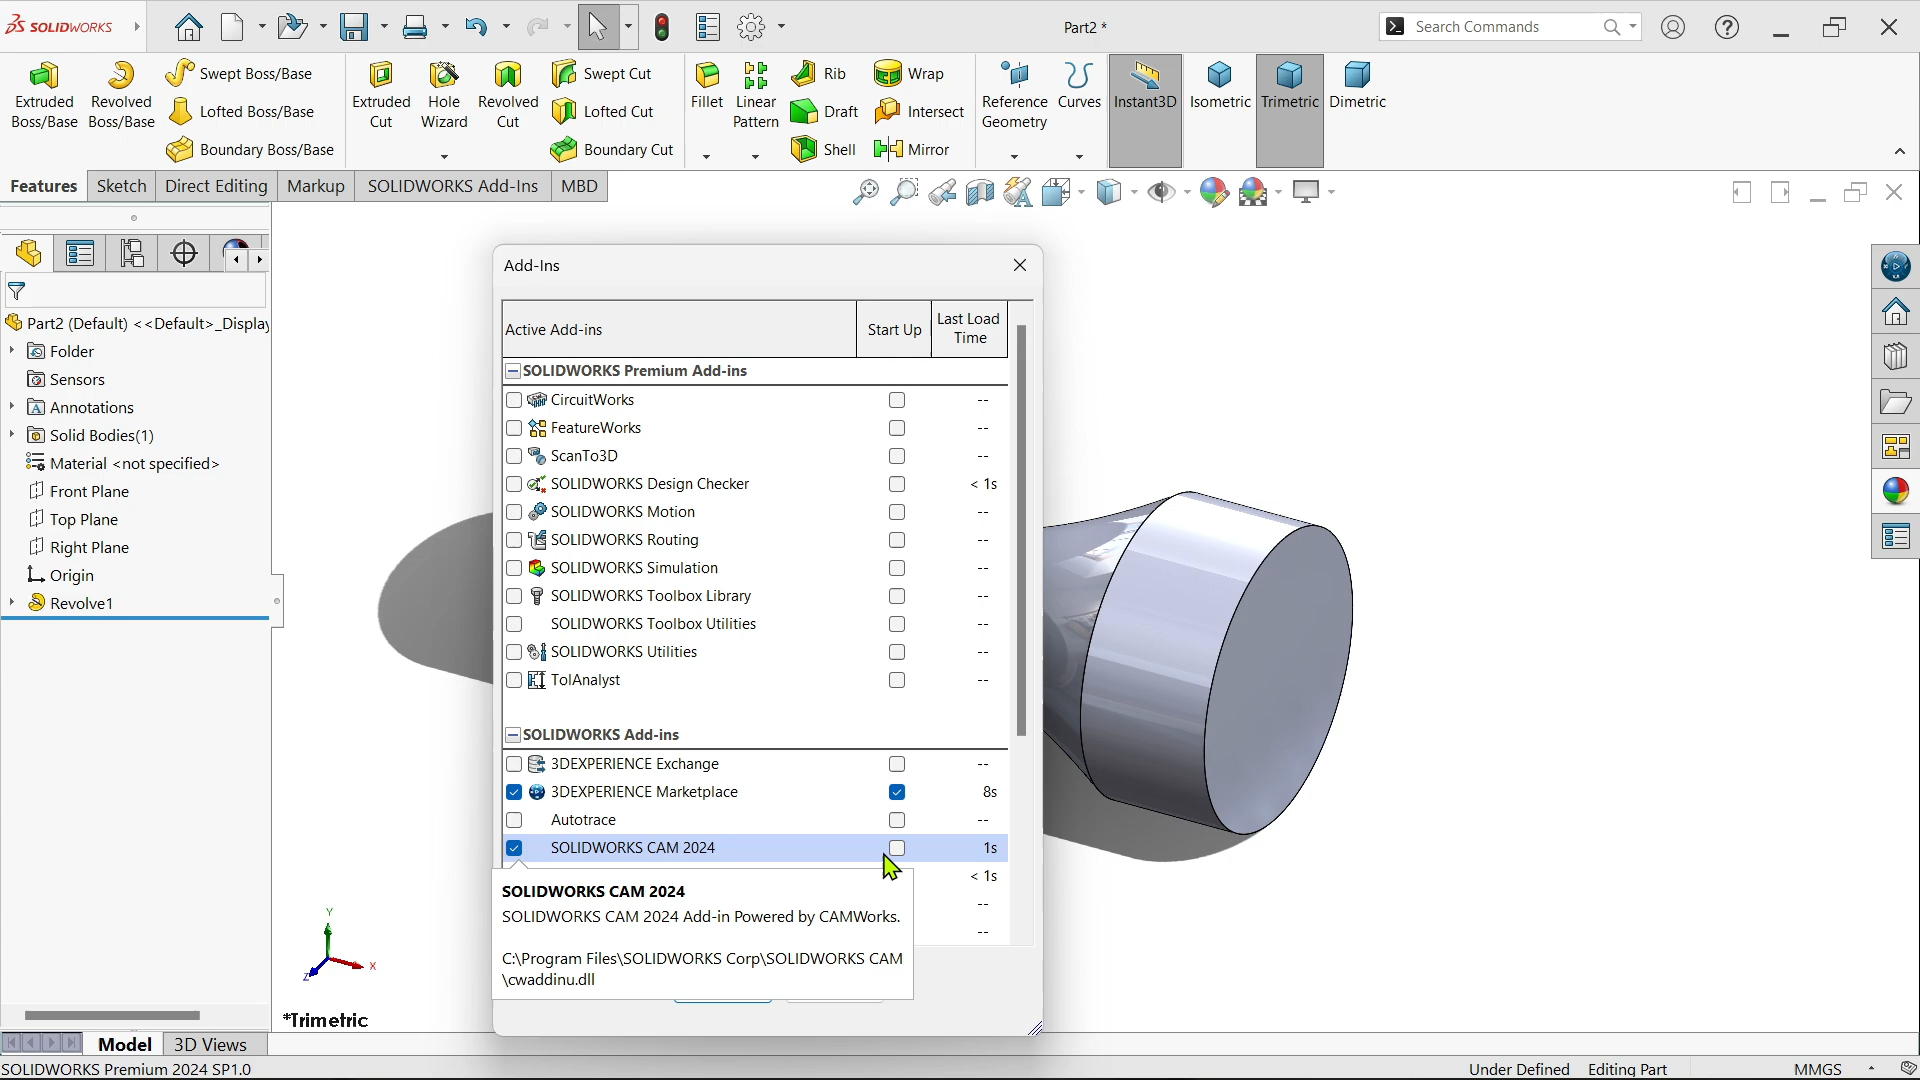 SOLIDWORKS
Part2 *
Search Commands
Extruded Boss/Base
Revolved Boss/Base
Swept Boss/Base
Lofted Boss/Base
Boundary Boss/Base
Extruded Cut
Hole Wizard
Revolved Cut
Swept Cut
Lofted Cut
Boundary Cut
Fillet
Linear Pattern
Rib
Draft
Shell
Wrap
Intersect
Mirror
Reference Geometry
Curves
Instant3D
Isometric
Trimetric
Dimetric
Features
Sketch
Direct Editing
Markup
SOLIDWORKS Add-Ins
MBD
Part2 (Default) <<Default>_Display
Folder
Sensors
Annotations
Solid Bodies(1)
Material <not specified>
Front Plane
Top Plane
Right Plane
Origin
Revolve1
Add-Ins
Active Add-ins
Start Up
Last Load Time
SOLIDWORKS Premium Add-ins
CircuitWorks --
FeatureWorks --
ScanTo3D --
SOLIDWORKS Design Checker < 1s
SOLIDWORKS Motion --
SOLIDWORKS Routing --
SOLIDWORKS Simulation --
SOLIDWORKS Toolbox Library --
SOLIDWORKS Toolbox Utilities --
SOLIDWORKS Utilities --
TolAnalyst --
SOLIDWORKS Add-ins
3DEXPERIENCE Exchange --
3DEXPERIENCE Marketplace 8s
Autotrace --
SOLIDWORKS CAM 2024 1s
< 1s
--
--
SOLIDWORKS CAM 2024
SOLIDWORKS CAM 2024 Add-in Powered by CAMWorks.
C:\Program Files\SOLIDWORKS Corp\SOLIDWORKS CAM
\cwaddinu.dll
Y
X
Z
*Trimetric
Model
3D Views
SOLIDWORKS Premium 2024 SP1.0
Under Defined
Editing Part
MMGS